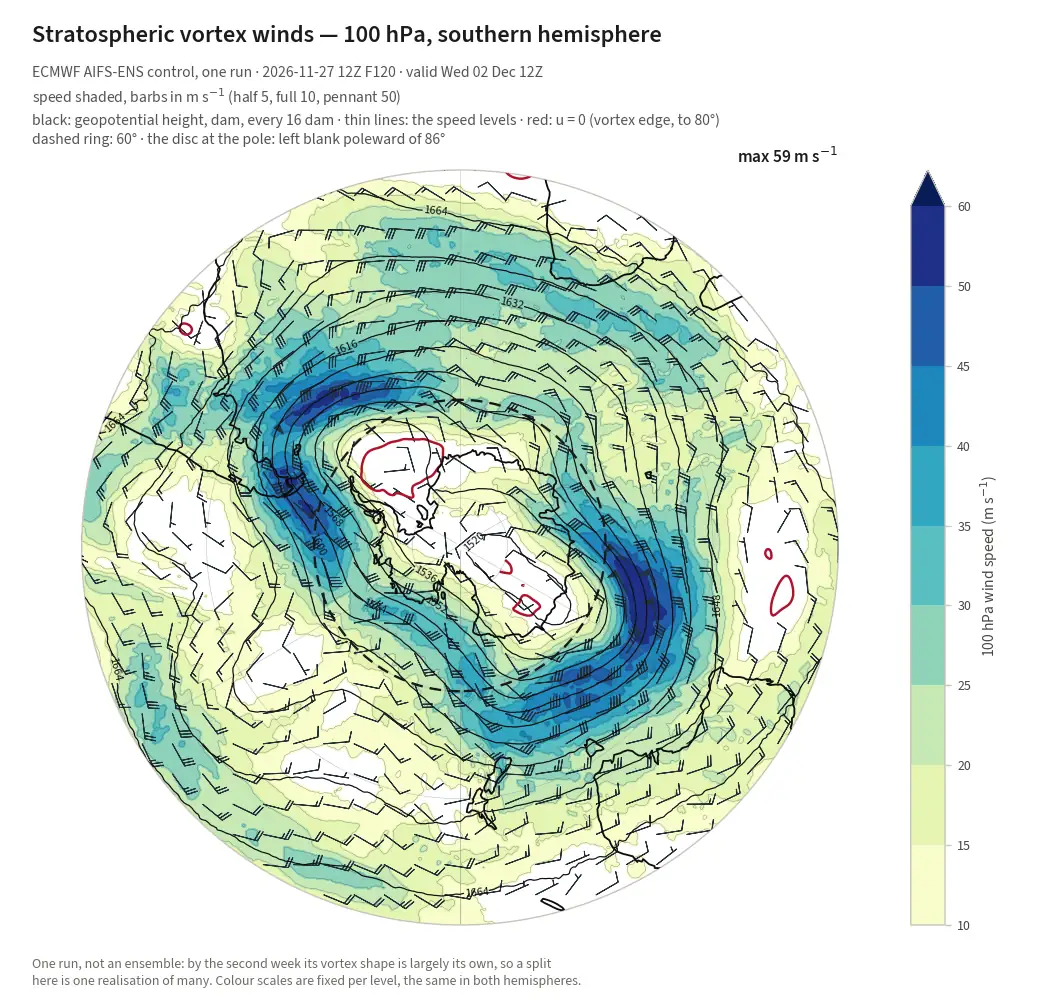 Stratospheric vortex winds — 100 hPa, southern hemisphere
ECMWF AIFS-ENS control, one run · 2026-11-27 12Z F120 · valid Wed 02 Dec 12Z
speed shaded, barbs in m s⁻¹ (half 5, full 10, pennant 50)
black: geopotential height, dam, every 16 dam · thin lines: the speed levels · red: u = 0 (vortex edge, to 80°)
dashed ring: 60° · the disc at the pole: left blank poleward of 86°
max 59 m s⁻¹
1664
1632
1616
1664
1568
1520
1536
1648
1664
1664
60
50
45
40
35
30
25
20
15
10
100 hPa wind speed (m s⁻¹)
One run, not an ensemble: by the second week its vortex shape is largely its own, so a split
here is one realisation of many. Colour scales are fixed per level, the same in both hemispheres.